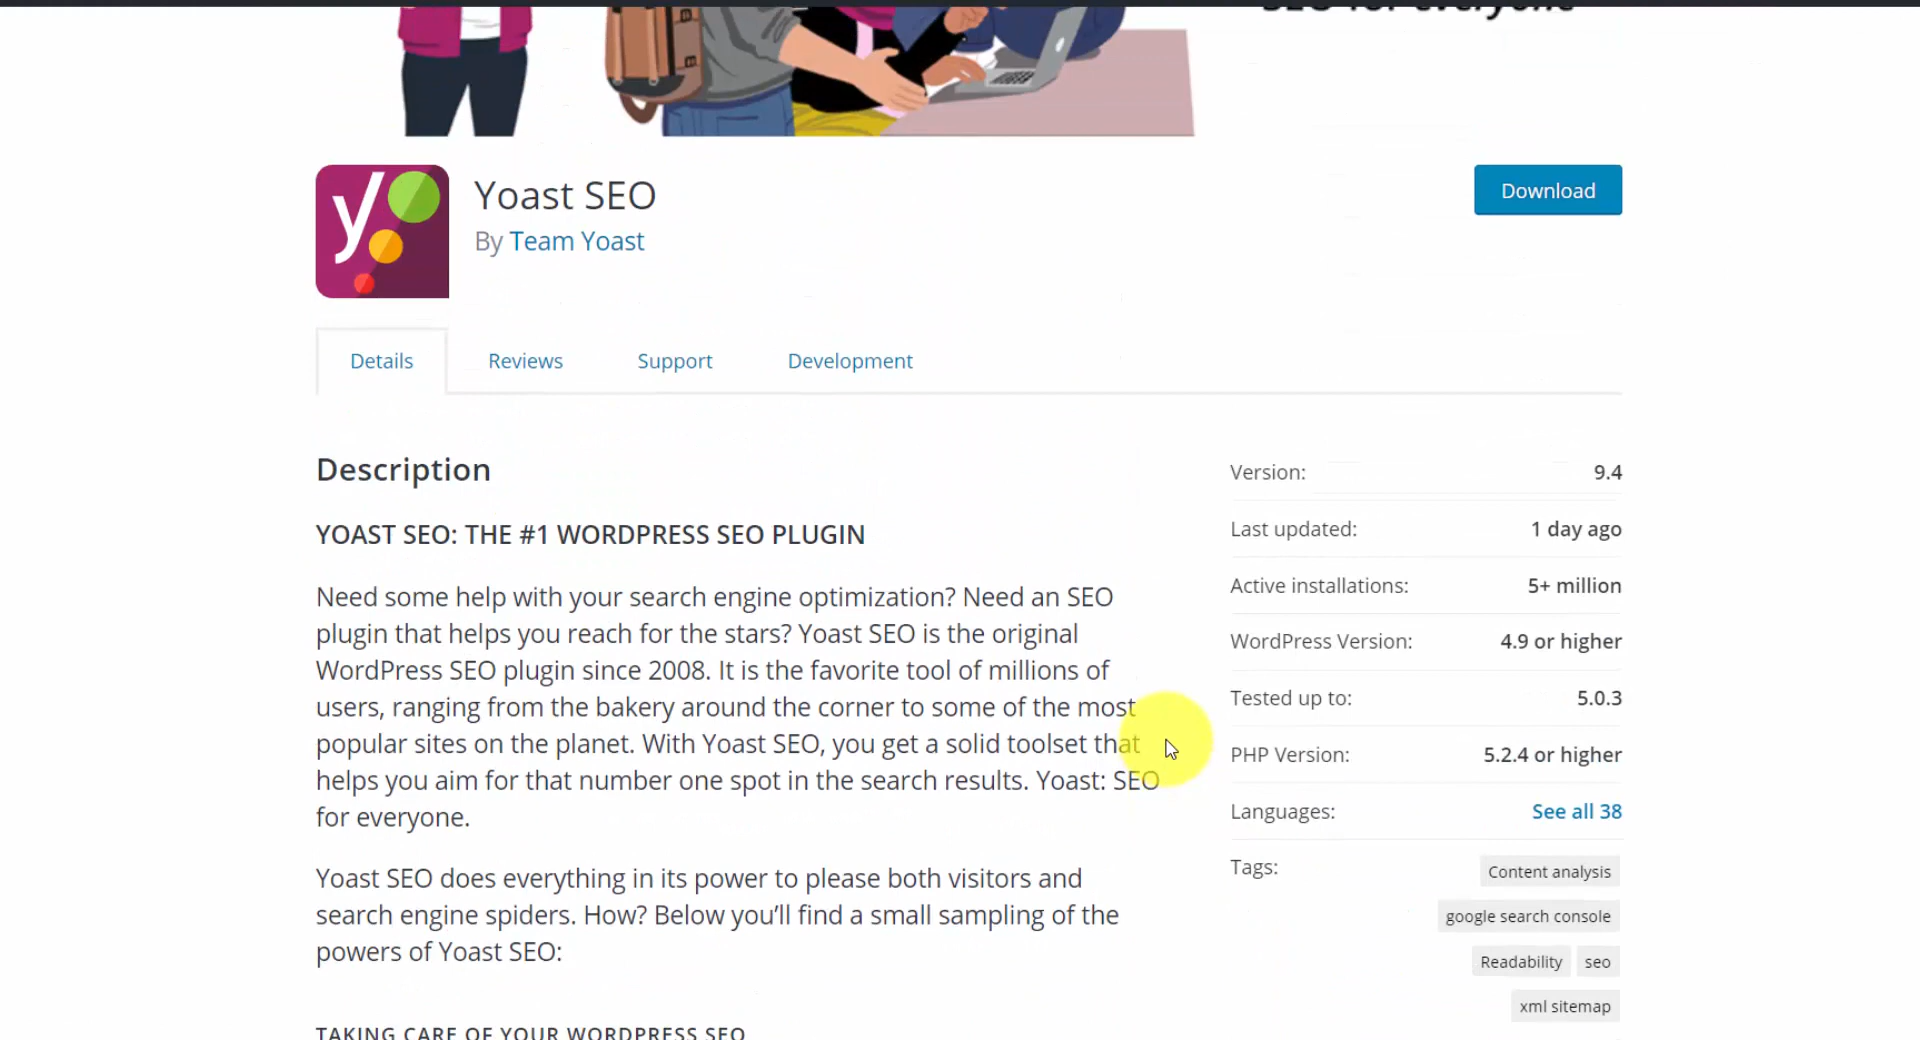 SEO for everyone
Yoast SEO
By Team Yoast
Download
Details
Reviews
Support
Development
Description
YOAST SEO: THE #1 WORDPRESS SEO PLUGIN
Need some help with your search engine optimization? Need an SEO
plugin that helps you reach for the stars? Yoast SEO is the original
WordPress SEO plugin since 2008. It is the favorite tool of millions of
users, ranging from the bakery around the corner to some of the most
popular sites on the planet. With Yoast SEO, you get a solid toolset that
helps you aim for that number one spot in the search results. Yoast: SEO
for everyone.
Yoast SEO does everything in its power to please both visitors and
search engine spiders. How? Below you’ll find a small sampling of the
powers of Yoast SEO:
TAKING CARE OF YOUR WORDPRESS SEO
Version: 9.4
Last updated: 1 day ago
Active installations: 5+ million
WordPress Version: 4.9 or higher
Tested up to: 5.0.3
PHP Version: 5.2.4 or higher
Languages: See all 38
Tags: Content analysis
google search console
Readability seo
xml sitemap